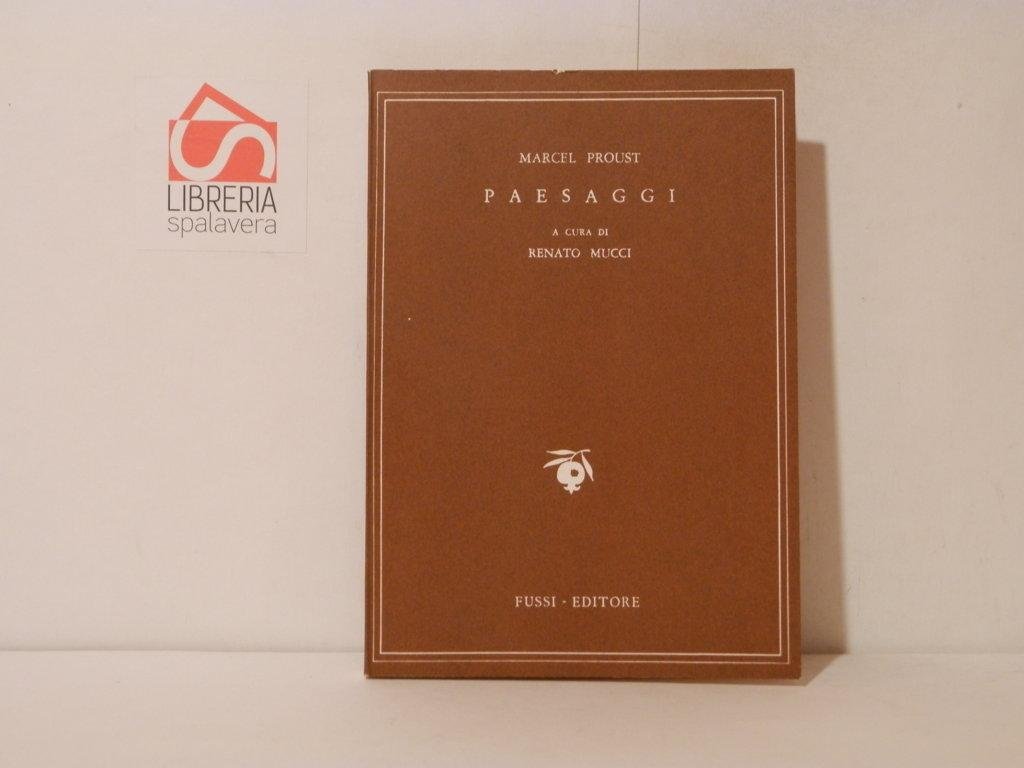 LIBRERIA
spalavera
MARCEL PROUST
PAESAGGI
A CURA DI
RENATO MUCCI
FUSSI - EDITORE